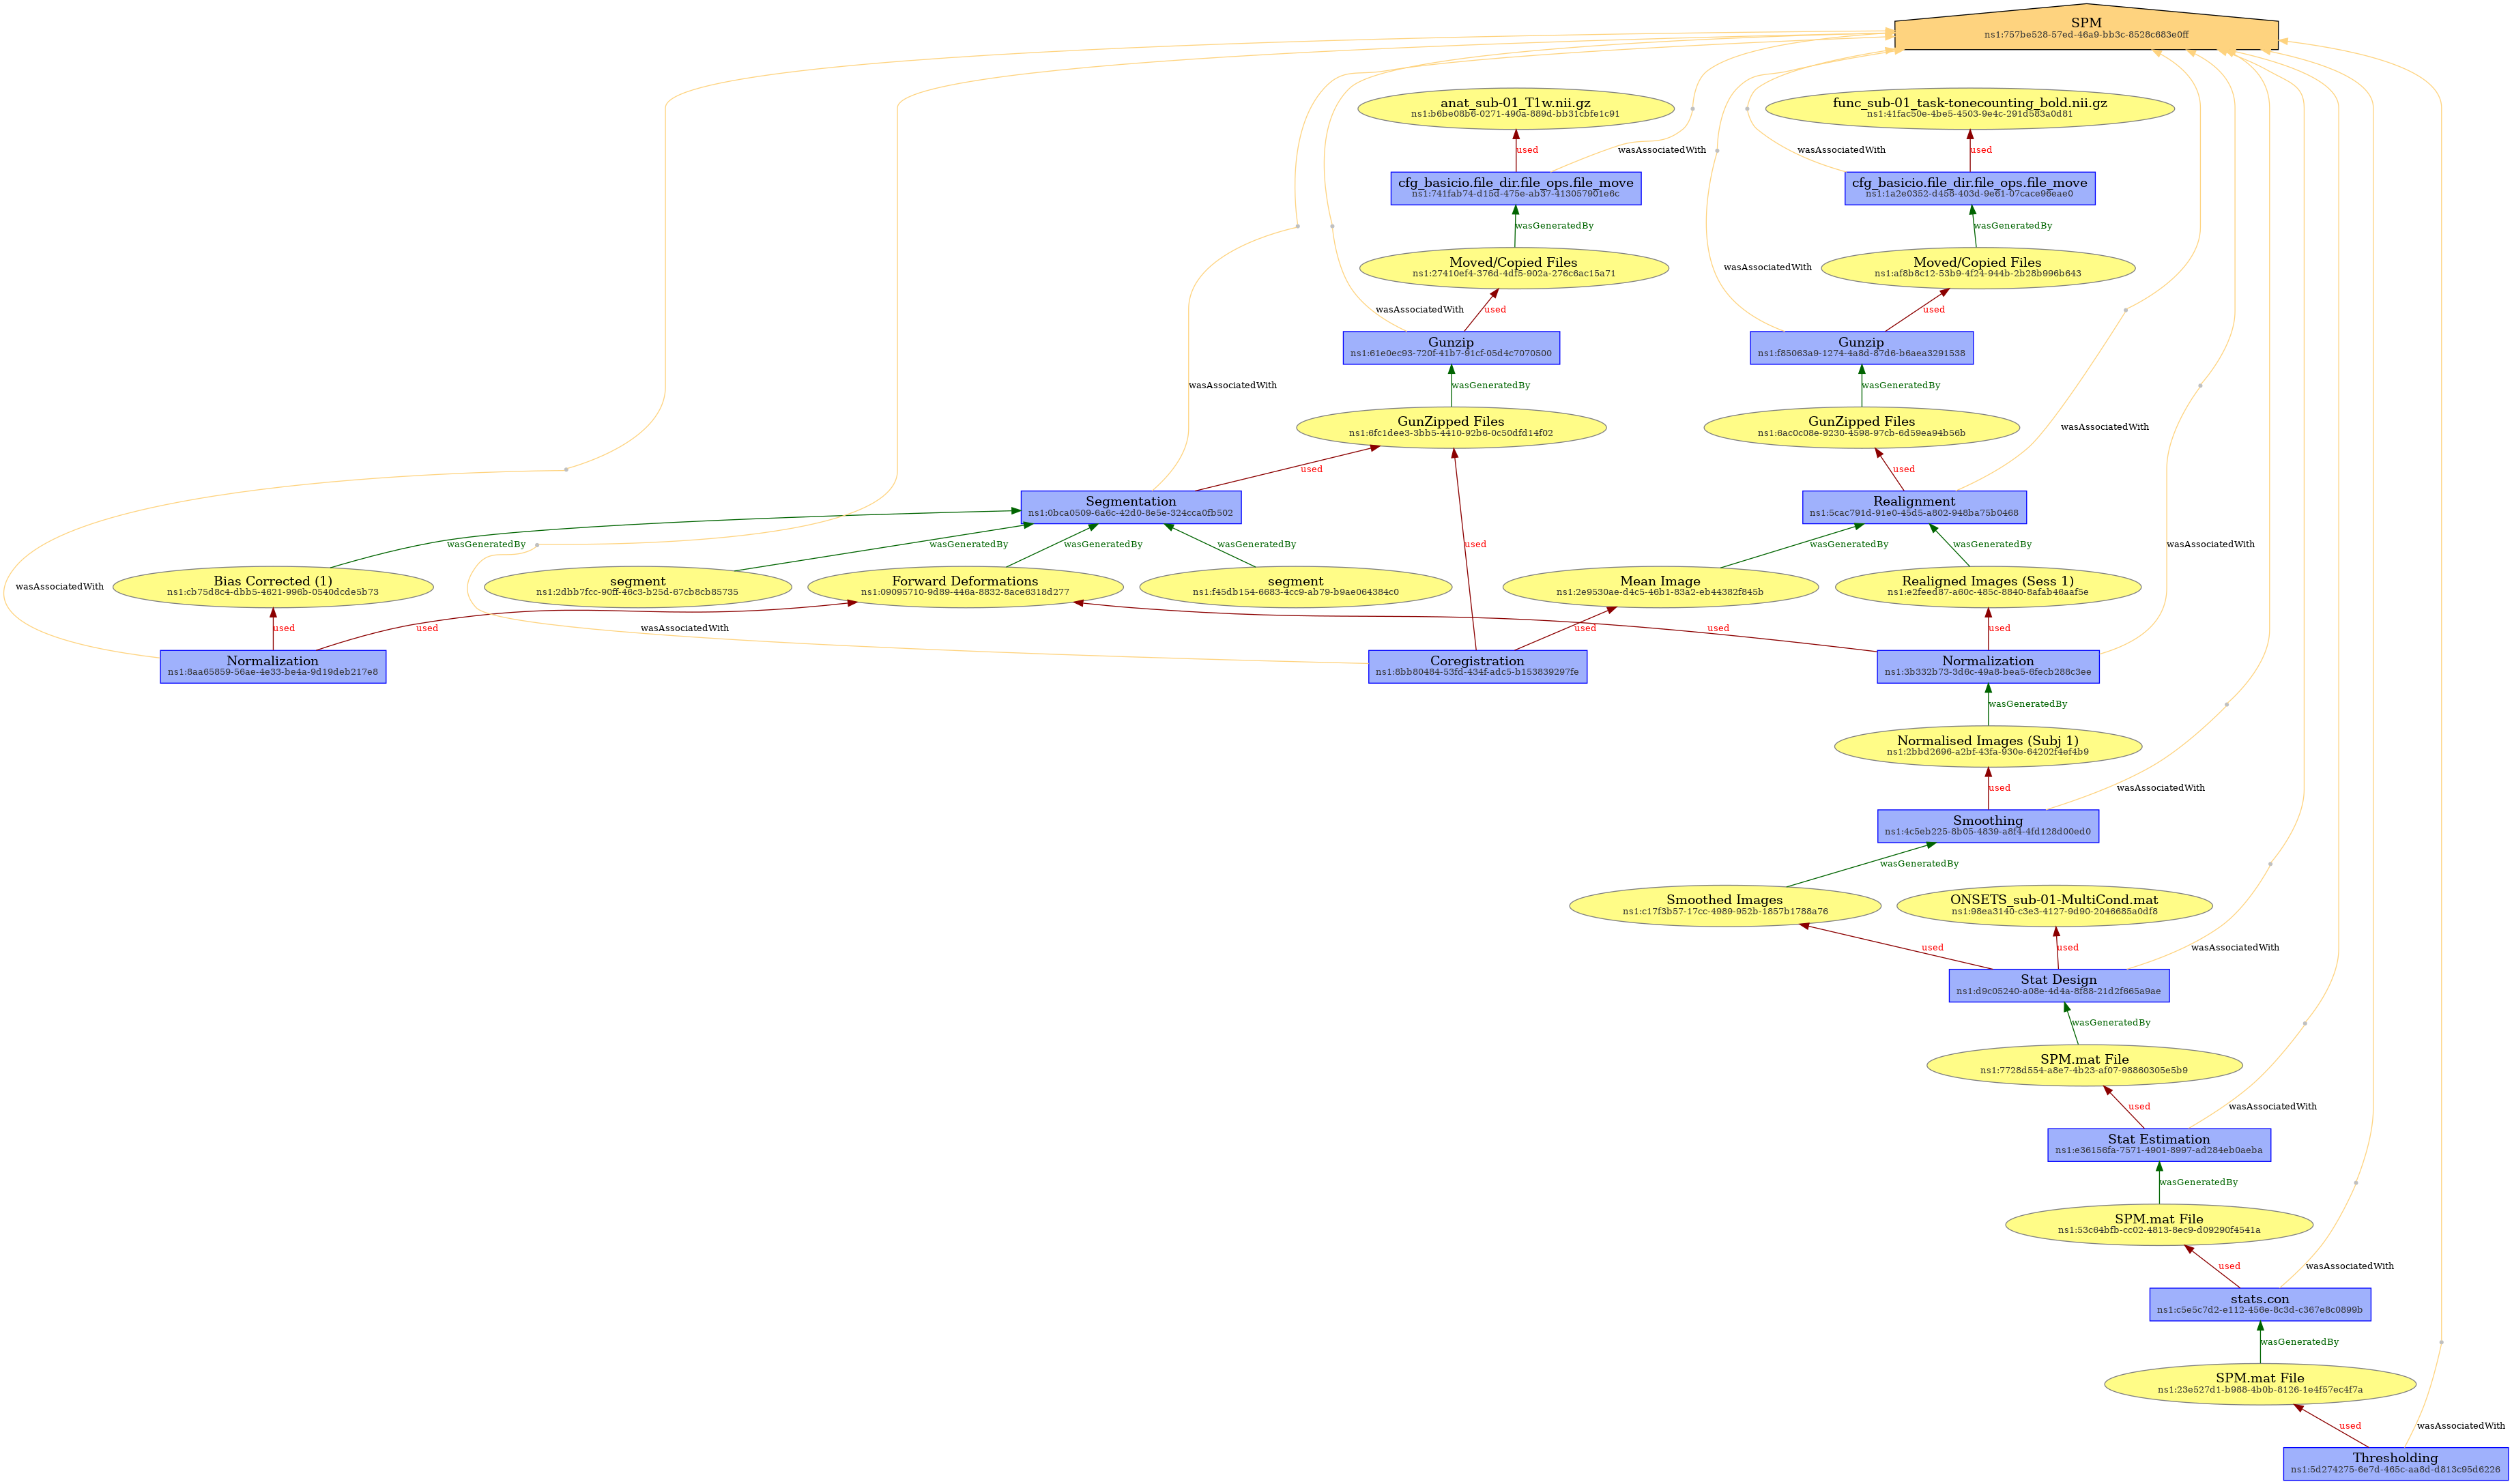 SPM
ns1:757be528-57ed-46a9-bb3c-8528c683e0ff
anat_sub-01_T1w.nii.gz
ns1:b6be08b6-0271-490a-889d-bb31cbfe1c91
func_sub-01_task-tonecounting_bold.nii.gz
ns1:41fac50e-4be5-4503-9e4c-291d583a0d81
used
wasAssociatedWith
wasAssociatedWith
used
cfg_basicio.file_dir.file_ops.file_move
ns1:741fab74-d15d-475e-ab37-413057901e6c
cfg_basicio.file_dir.file_ops.file_move
ns1:1a2e0352-d458-403d-9e61-07cace96eae0
wasGeneratedBy
wasGeneratedBy
Moved/Copied Files
ns1:27410ef4-376d-4df5-902a-276c6ac15a71
wasAssociatedWith
Moved/Copied Files
ns1:af8b8c12-53b9-4f24-944b-2b28b996b643
wasAssociatedWith
used
used
Gunzip
ns1:61e0ec93-720f-41b7-91cf-05d4c7070500
Gunzip
ns1:f85063a9-1274-4a8d-87d6-b6aea3291538
wasAssociatedWith
wasGeneratedBy
wasGeneratedBy
GunZipped Files
ns1:6fc1dee3-3bb5-4410-92b6-0c50dfd14f02
GunZipped Files
ns1:6ac0c08e-9230-4598-97cb-6d59ea94b56b
wasAssociatedWith
used
used
Segmentation
ns1:0bca0509-6a6c-42d0-8e5e-324cca0fb502
Realignment
ns1:5cac791d-91e0-45d5-a802-948ba75b0468
wasGeneratedBy
wasGeneratedBy
wasGeneratedBy
wasGeneratedBy
used
wasGeneratedBy
wasGeneratedBy
wasAssociatedWith
wasAssociatedWith
Bias Corrected (1)
ns1:cb75d8c4-dbb5-4621-996b-0540dcde5b73
segment
ns1:2dbb7fcc-90ff-46c3-b25d-67cb8cb85735
Forward Deformations
ns1:09095710-9d89-446a-8832-8ace6318d277
segment
ns1:f45db154-6683-4cc9-ab79-b9ae064384c0
Mean Image
ns1:2e9530ae-d4c5-46b1-83a2-eb44382f845b
Realigned Images (Sess 1)
ns1:e2feed87-a60c-485c-8840-8afab46aaf5e
used
used
wasAssociatedWith
used
used
used
Normalization
ns1:8aa65859-56ae-4e33-be4a-9d19deb217e8
Coregistration
ns1:8bb80484-53fd-434f-adc5-b153839297fe
Normalization
ns1:3b332b73-3d6c-49a8-bea5-6fecb288c3ee
wasGeneratedBy
Normalised Images (Subj 1)
ns1:2bbd2696-a2bf-43fa-930e-64202f4ef4b9
used
wasAssociatedWith
Smoothing
ns1:4c5eb225-8b05-4839-a8f4-4fd128d00ed0
wasGeneratedBy
Smoothed Images
ns1:c17f3b57-17cc-4989-952b-1857b1788a76
ONSETS_sub-01-MultiCond.mat
ns1:98ea3140-c3e3-4127-9d90-2046685a0df8
used
used
wasAssociatedWith
Stat Design
ns1:d9c05240-a08e-4d4a-8f88-21d2f665a9ae
wasGeneratedBy
SPM.mat File
ns1:7728d554-a8e7-4b23-af07-98860305e5b9
used
wasAssociatedWith
Stat Estimation
ns1:e36156fa-7571-4901-8997-ad284eb0aeba
wasGeneratedBy
SPM.mat File
ns1:53c64bfb-cc02-4813-8ec9-d09290f4541a
used
wasAssociatedWith
stats.con
ns1:c5e5c7d2-e112-456e-8c3d-c367e8c0899b
wasGeneratedBy
SPM.mat File
ns1:23e527d1-b988-4b0b-8126-1e4f57ec4f7a
used
wasAssociatedWith
Thresholding
ns1:5d274275-6e7d-465c-aa8d-d813c95d6226